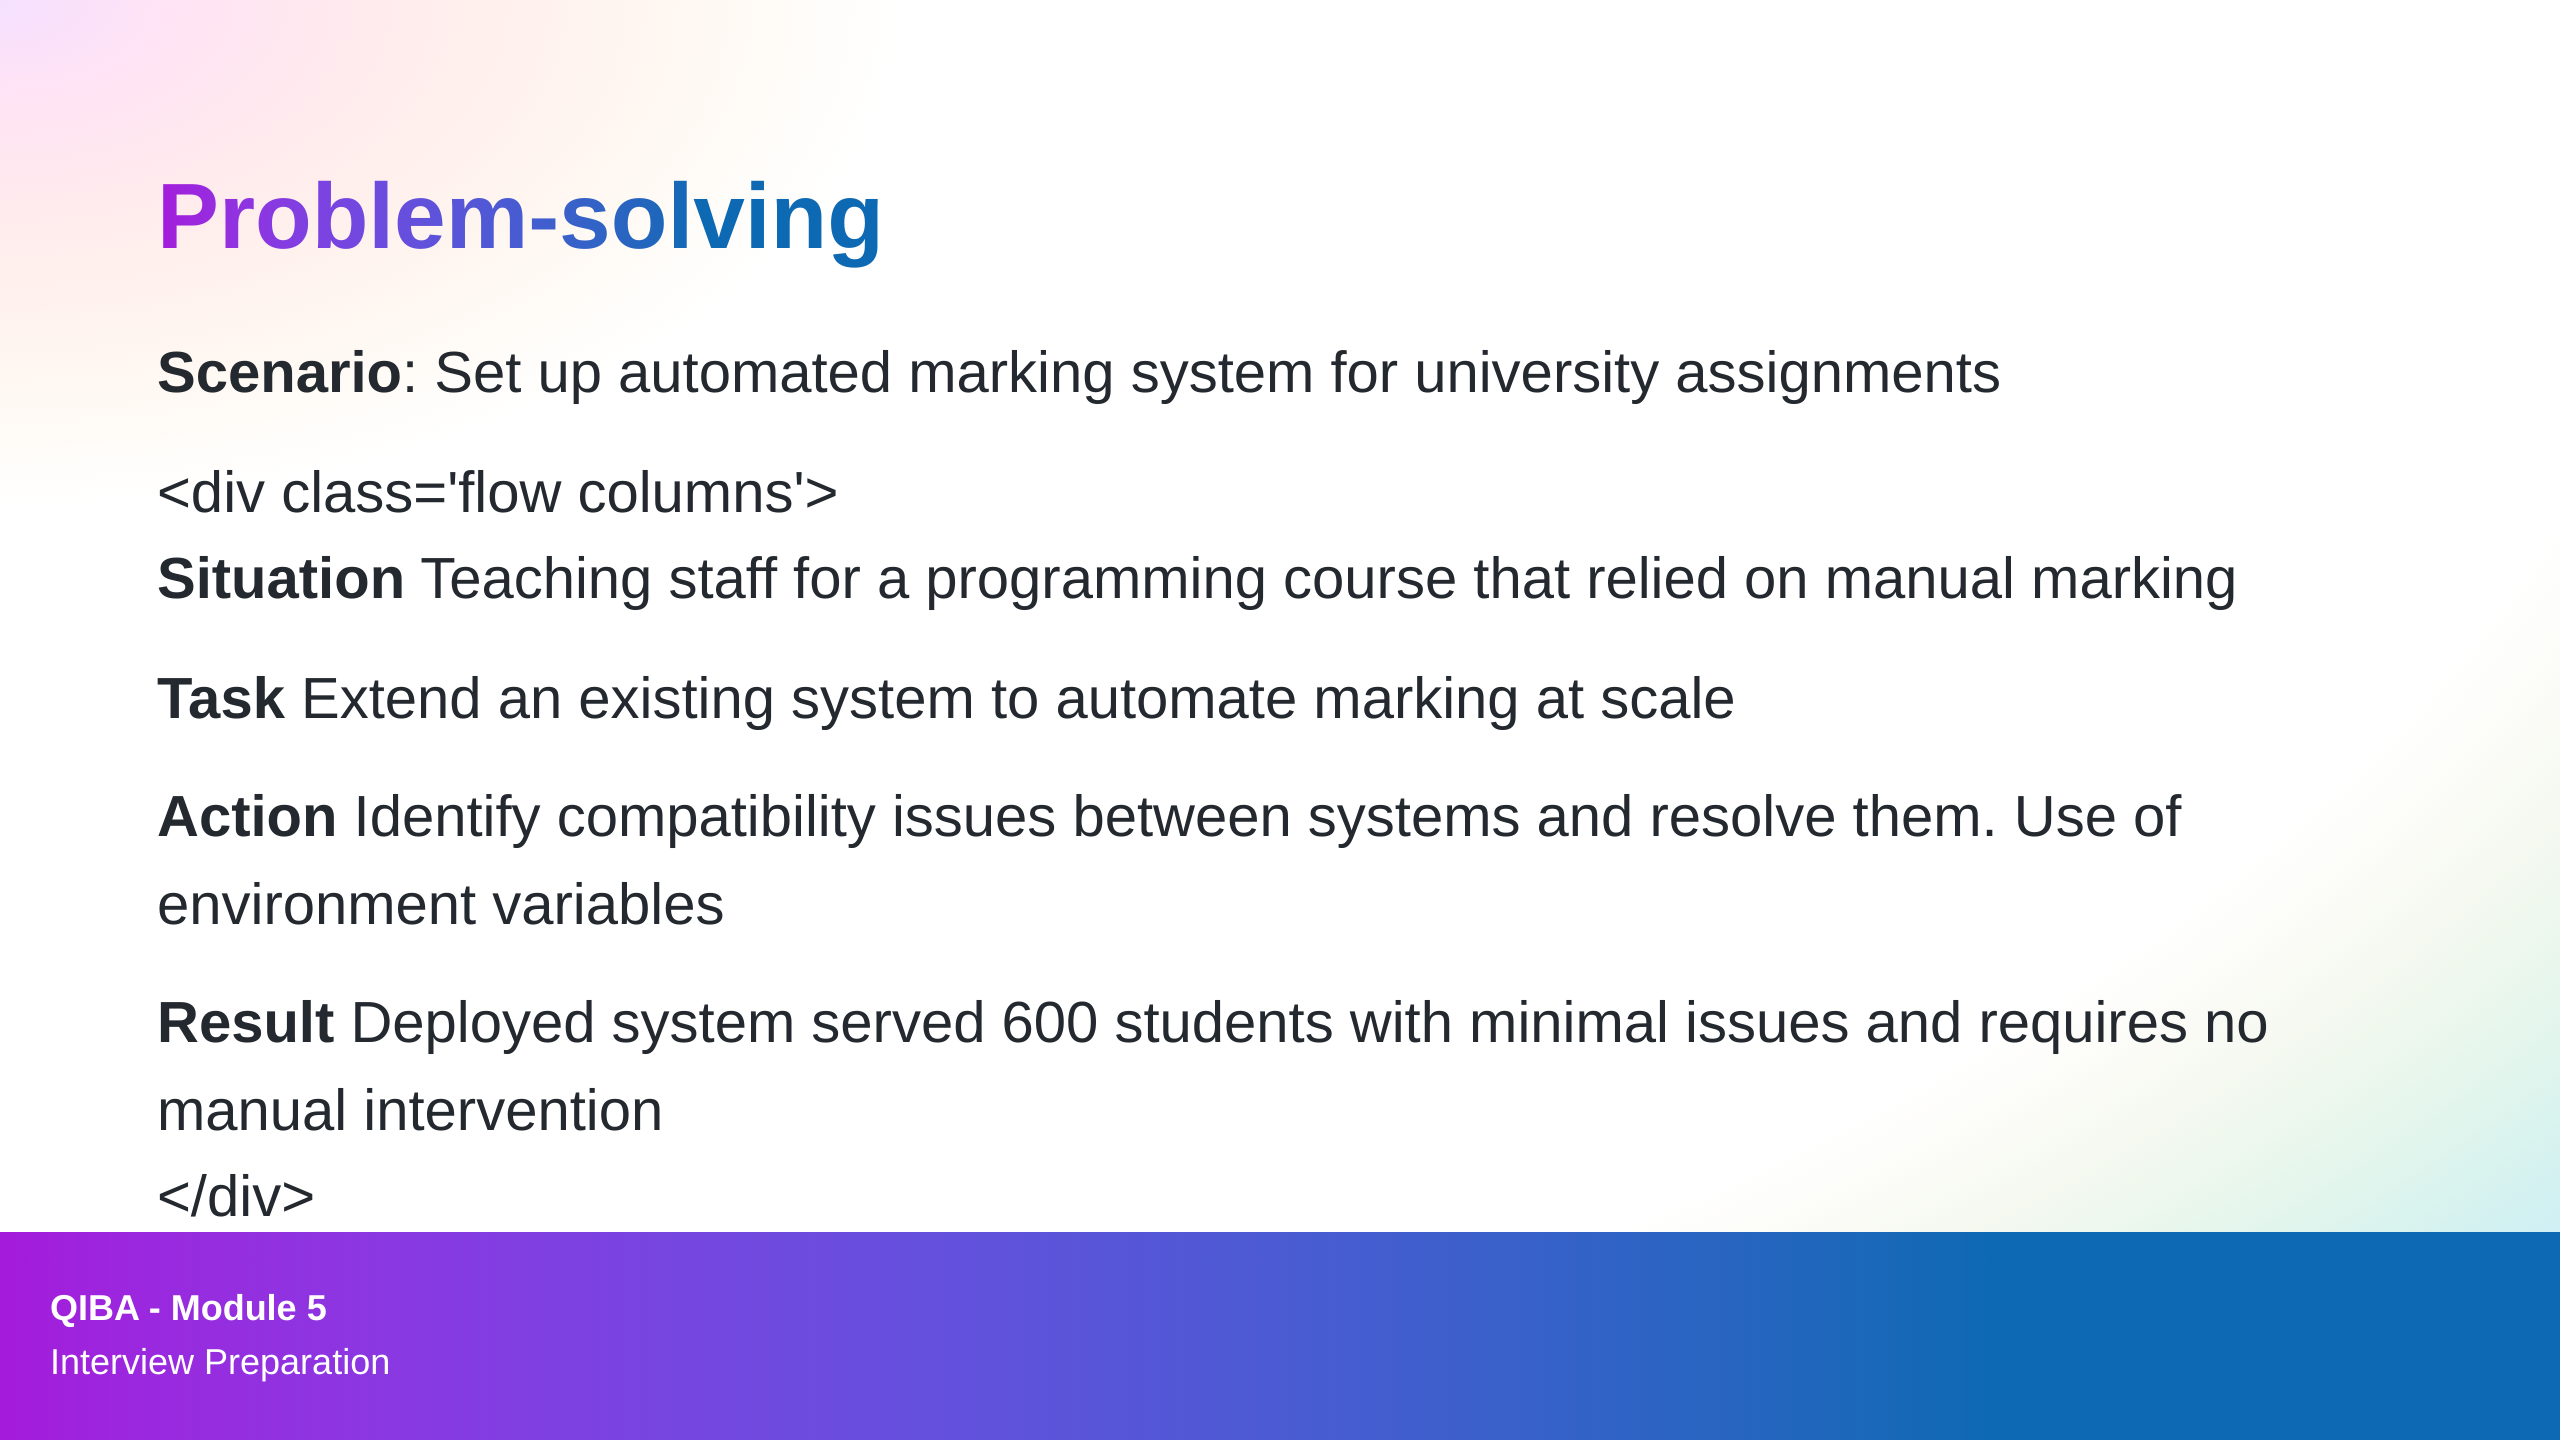 Problem-solving
Scenario: Set up automated marking system for university assignments
<div class='flow columns'>
Situation Teaching staff for a programming course that relied on manual marking
Task Extend an existing system to automate marking at scale
Action Identify compatibility issues between systems and resolve them. Use of
environment variables
Result Deployed system served 600 students with minimal issues and requires no
manual intervention
</div>
QIBA - Module 5
Interview Preparation